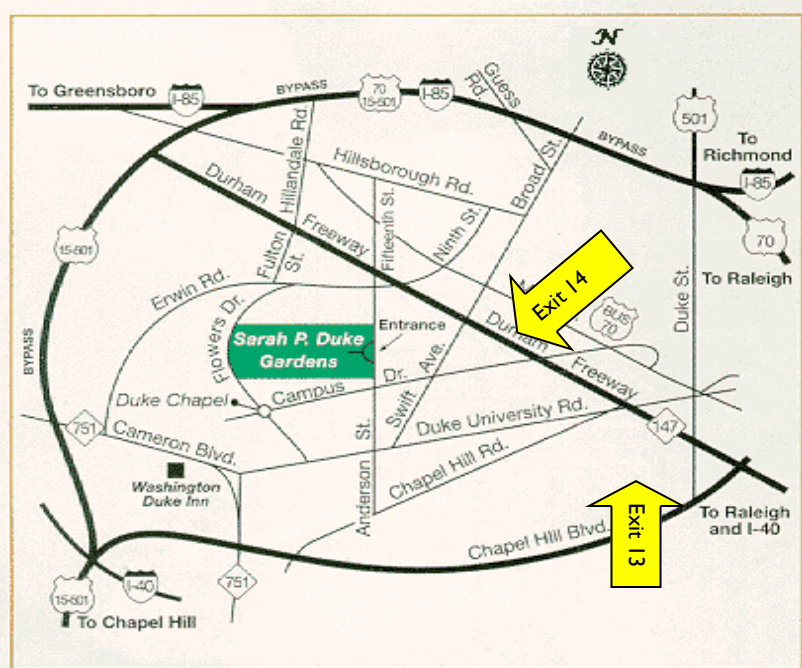 N
To Greensboro
I-85
BYPASS
70
15-501
I-85
Guess
Rd.
501
BYPASS
To
Richmond
I-85
70
To Raleigh
Hillandale Rd.
Hillsborough Rd.
Broad St.
Durham
Freeway
Fifteenth St.
Ninth St.
15-501
Fulton
St.
Erwin Rd.
Flowers Dr.
Exit 14
BUS
70
Duke St.
BYPASS
Sarah P. Duke
Gardens
Entrance
Durham
Freeway
Campus
Dr.
Swift
Ave.
Duke Chapel
Duke University Rd.
751
Cameron Blvd.
147
Washington
Duke Inn
Anderson
St.
Chapel Hill Rd.
To Raleigh
and I-40
Exit 13
Chapel Hill Blvd.
15-501
I-40
751
To Chapel Hill